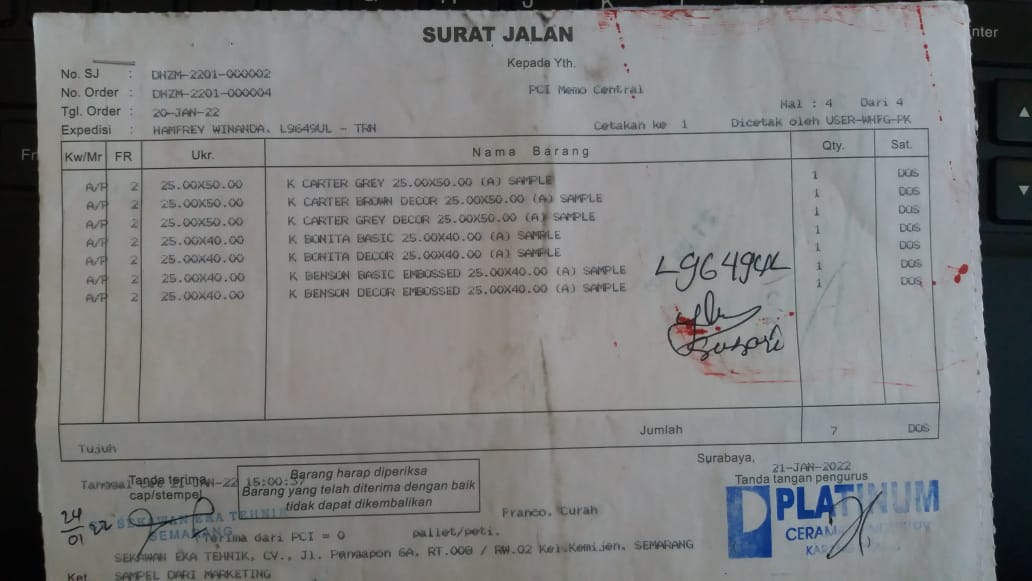 SURAT JALAN
Kepada Yth.
No. SJ : DHZM-2201-000002
No. Order : DHZM-2201-000004
PCI Memo Central
Tgl. Order : 20-JAN-22
Hal : 4 Dari 4
Expedisi : HAMFREY WINANDA, L9649UL - TRN
Cetakan ke 1 Dicetak oleh USER-WHFG-PK
Kw/Mr FR Ukr. Nama Barang Qty. Sat.
A/P 2 25.00X50.00 K CARTER GREY 25.00X50.00 (A) SAMPLE 1 DOS
A/P 2 25.00X50.00 K CARTER BROWN DECOR 25.00X50.00 (A) SAMPLE 1 DOS
A/P 2 25.00X50.00 K CARTER GREY DECOR 25.00X50.00 (A) SAMPLE 1 DOS
A/P 2 25.00X40.00 K BONITA BASIC 25.00X40.00 (A) SAMPLE 1 DOS
A/P 2 25.00X40.00 K BONITA DECOR 25.00X40.00 (A) SAMPLE 1 DOS
A/P 2 25.00X40.00 K BENSON BASIC EMBOSSED 25.00X40.00 (A) SAMPLE 1 DOS
A/P 2 25.00X40.00 K BENSON DECOR EMBOSSED 25.00X40.00 (A) SAMPLE 1 DOS
L9649UL
Jumlah 7 DOS
Tujuh
Surabaya, 21-JAN-2022
Tanggal 21-JAN-22 15:00:37
Tanda terima
cap/stempel
Barang harap diperiksa
Barang yang telah diterima dengan baik
tidak dapat dikembalikan
Tanda tangan pengurus
PLATINUM
24/01 22
SEKAWAN EKA TEHNIK
SEMARANG
Franco, Curah
Terima dari PCI = 0 pallet/peti.
SEKAWAN EKA TEHNIK, CV., Jl. Pengapon 6A, RT.008 / RW.02 Kel.Kemijen, SEMARANG
Ket. SAMPEL DARI MARKETING